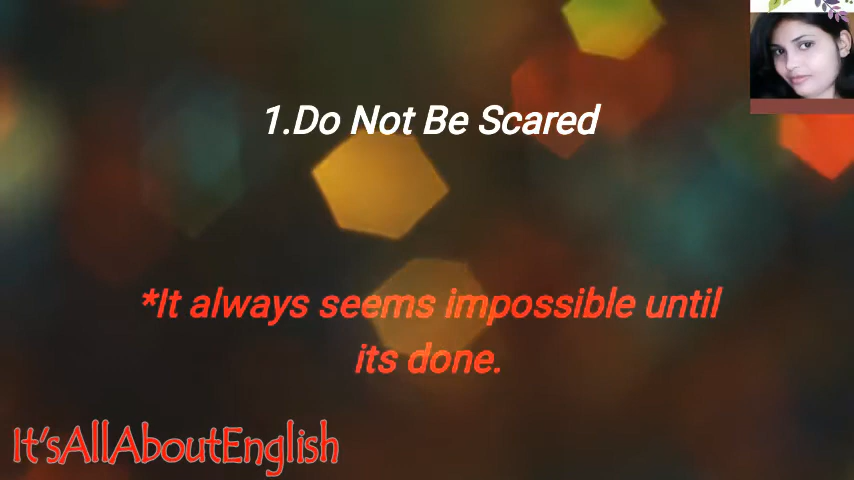 1.Do Not Be Scared
*It always seems impossible until
its done.
It'sAllAboutEnglish